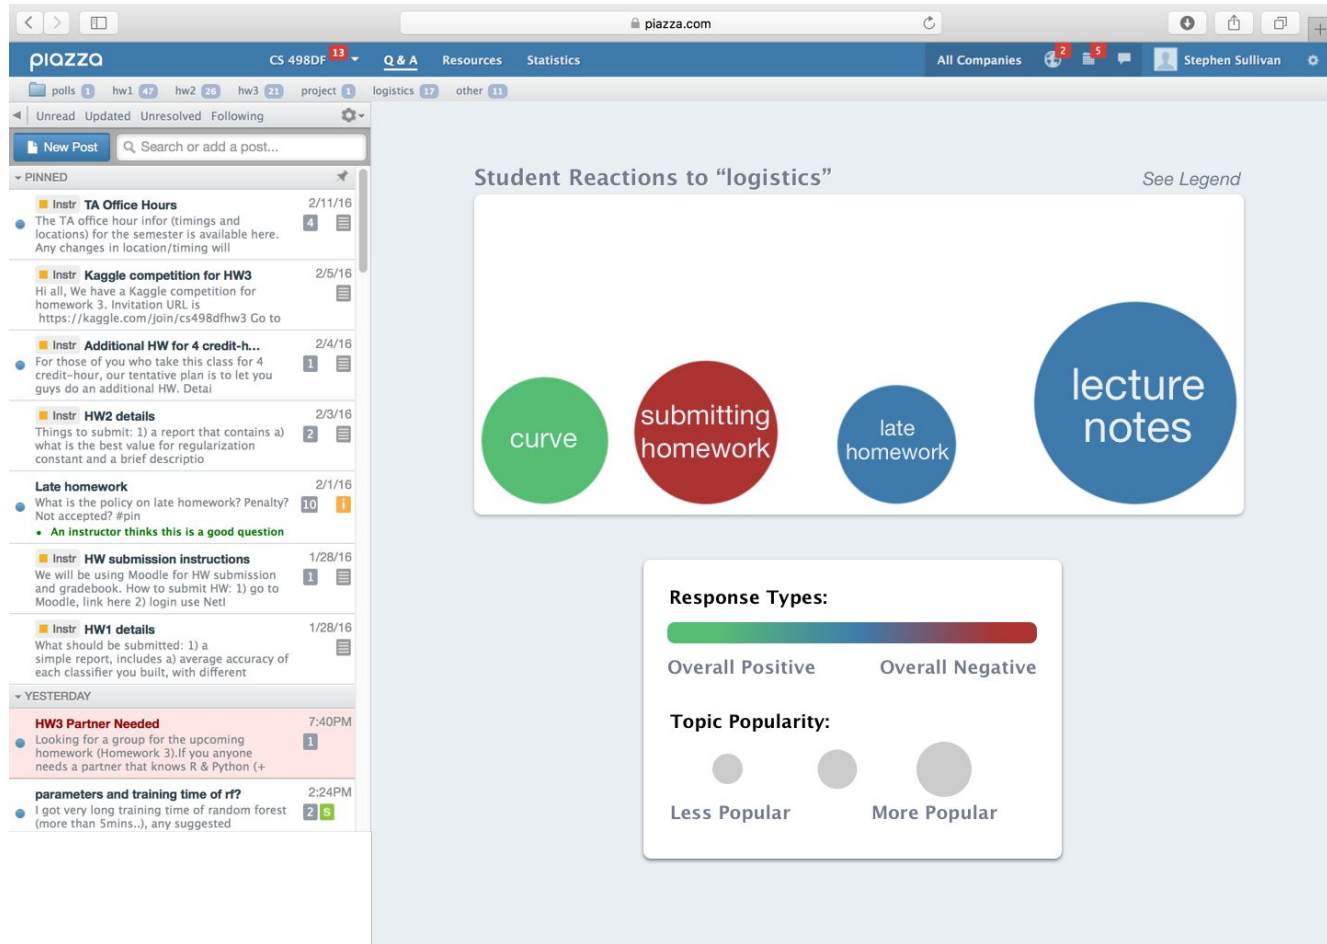 piazza.com
piazza CS 498DF 13 Q & A Resources Statistics All Companies 2 5 Stephen Sullivan
polls 1 hw1 47 hw2 26 hw3 21 project 1 logistics 17 other 11
Unread Updated Unresolved Following
New Post Search or add a post...
PINNED
Instr TA Office Hours 2/11/16
The TA office hour infor (timings and 4
locations) for the semester is available here.
Any changes in location/timing will
Instr Kaggle competition for HW3 2/5/16
Hi all, We have a Kaggle competition for
homework 3. Invitation URL is
https://kaggle.com/join/cs498dfhw3 Go to
Instr Additional HW for 4 credit-h... 2/4/16
For those of you who take this class for 4 1
credit-hour, our tentative plan is to let you
guys do an additional HW. Detai
Instr HW2 details 2/3/16
Things to submit: 1) a report that contains a) 2
what is the best value for regularization
constant and a brief descriptio
Late homework 2/1/16
What is the policy on late homework? Penalty? 10 i
Not accepted? #pin
• An instructor thinks this is a good question
Instr HW submission instructions 1/28/16
We will be using Moodle for HW submission 1
and gradebook. How to submit HW: 1) go to
Moodle, link here 2) login use NetI
Instr HW1 details 1/28/16
What should be submitted: 1) a
simple report, includes a) average accuracy of
each classifier you built, with different
YESTERDAY
HW3 Partner Needed 7:40PM
Looking for a group for the upcoming 1
homework (Homework 3).If you anyone
needs a partner that knows R & Python (+
parameters and training time of rf? 2:24PM
I got very long training time of random forest 2 S
(more than 5mins..), any suggested
Student Reactions to “logistics” See Legend
curve
submitting
homework
late
homework
lecture
notes
Response Types:
Overall Positive Overall Negative
Topic Popularity:
Less Popular More Popular